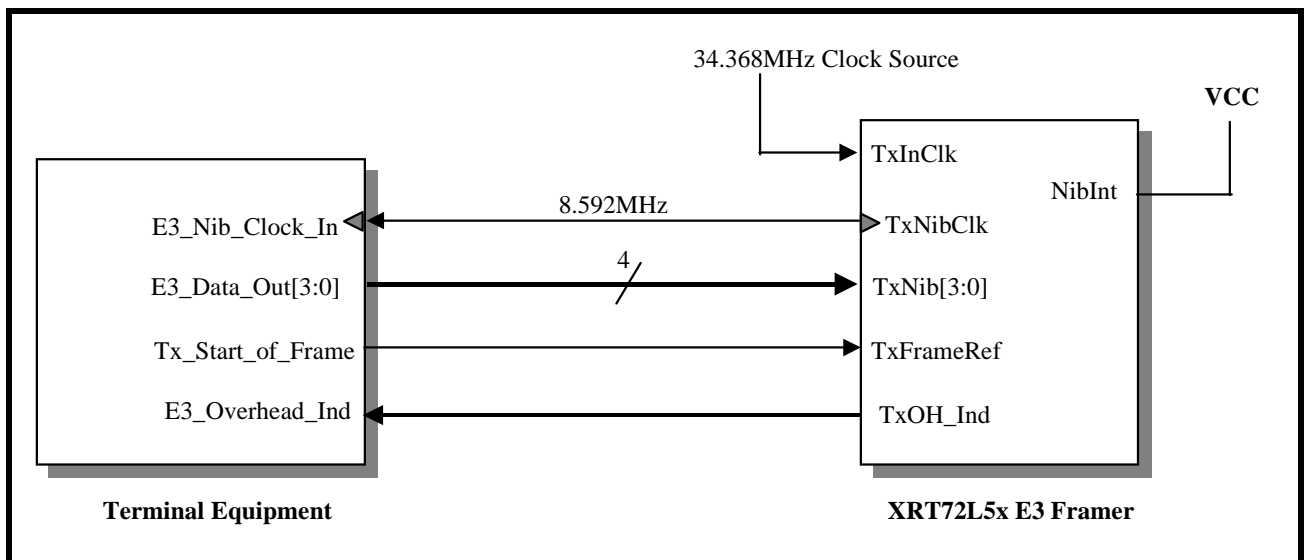 34.368MHz Clock Source
VCC
TxInClk
NibInt
8.592MHz
E3_Nib_Clock_In
TxNibClk
4
E3_Data_Out[3:0]
TxNib[3:0]
Tx_Start_of_Frame
TxFrameRef
E3_Overhead_Ind
TxOH_Ind
Terminal Equipment
XRT72L5x E3 Framer